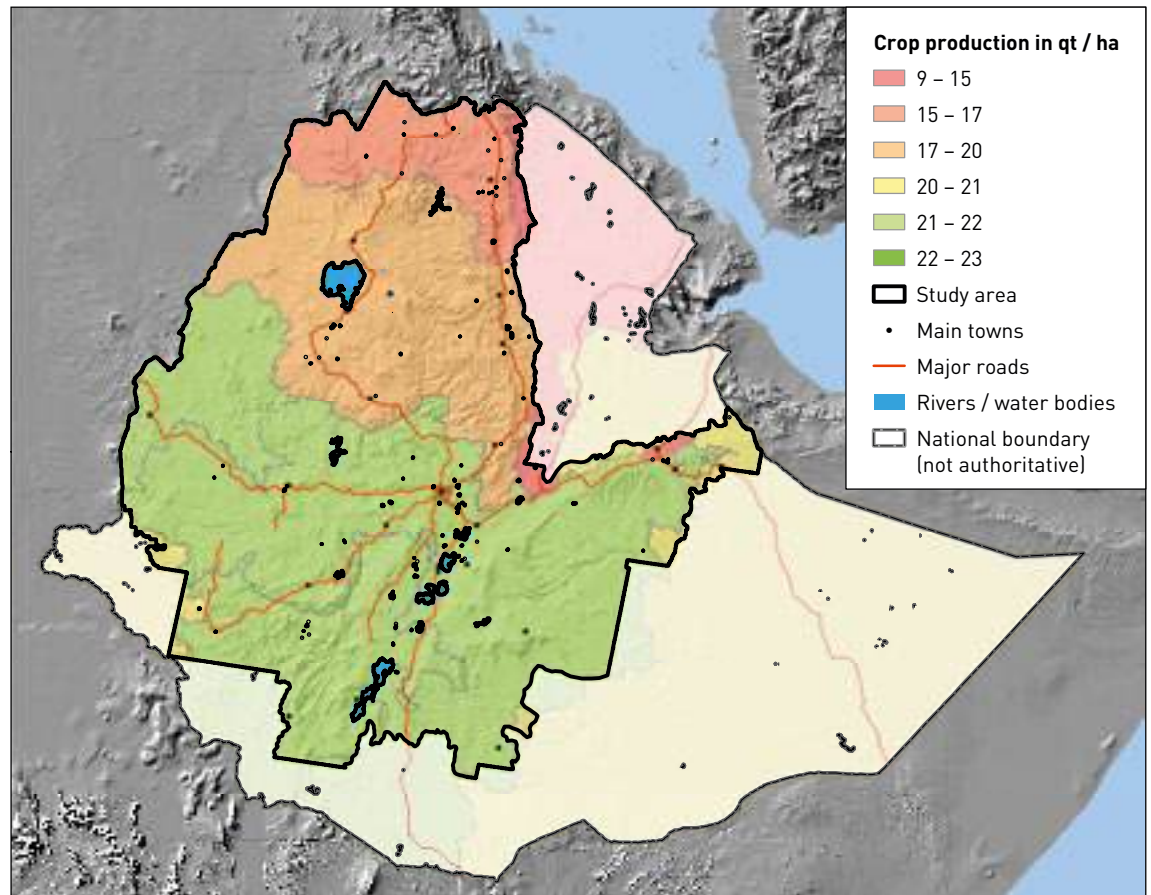 Crop production in qt / ha
9 – 15
15 – 17
17 – 20
20 – 21
21 – 22
22 – 23
Study area
Main towns
Major roads
Rivers / water bodies
National boundary
(not authoritative)